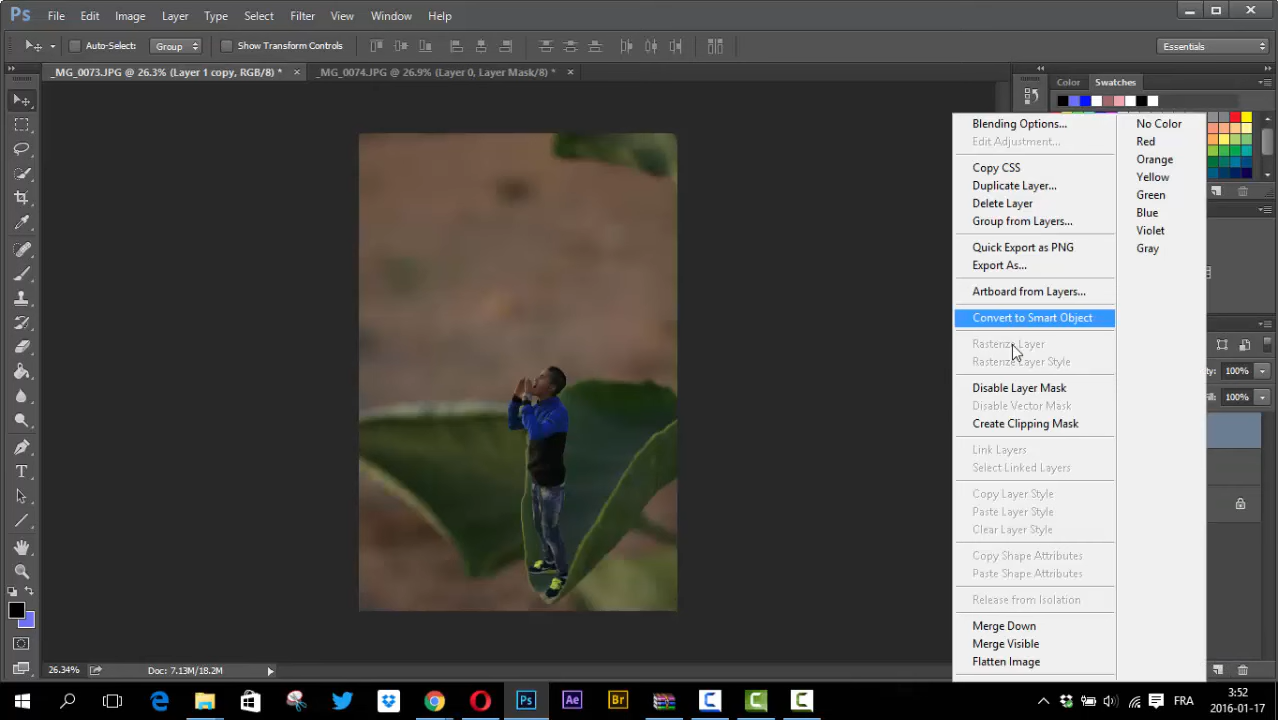 Ps File Edit Image Layer Type Select Filter View Window Help
Auto-Select: Group Show Transform Controls Essentials
_MG_0073.JPG @ 26.3% (Layer 1 copy, RGB/8) * _MG_0074.JPG @ 26.9% (Layer 0, Layer Mask/8) *
Color Swatches
Blending Options... No Color
Edit Adjustment... Red
Orange
Copy CSS
Yellow
Duplicate Layer...
Green
Delete Layer
Blue
Group from Layers...
Violet
Quick Export as PNG Gray
Export As...
Artboard from Layers...
Convert to Smart Object
Rasterize Layer
Rasterize Layer Style
100%
Disable Layer Mask
100%
Disable Vector Mask
Create Clipping Mask
Link Layers
Select Linked Layers
Copy Layer Style
Paste Layer Style
Clear Layer Style
Copy Shape Attributes
Paste Shape Attributes
Release from Isolation
Merge Down
Merge Visible
Flatten Image
26.34% Doc: 7.13M/18.2M
Ps Ae Br FRA 3:52
2016-01-17